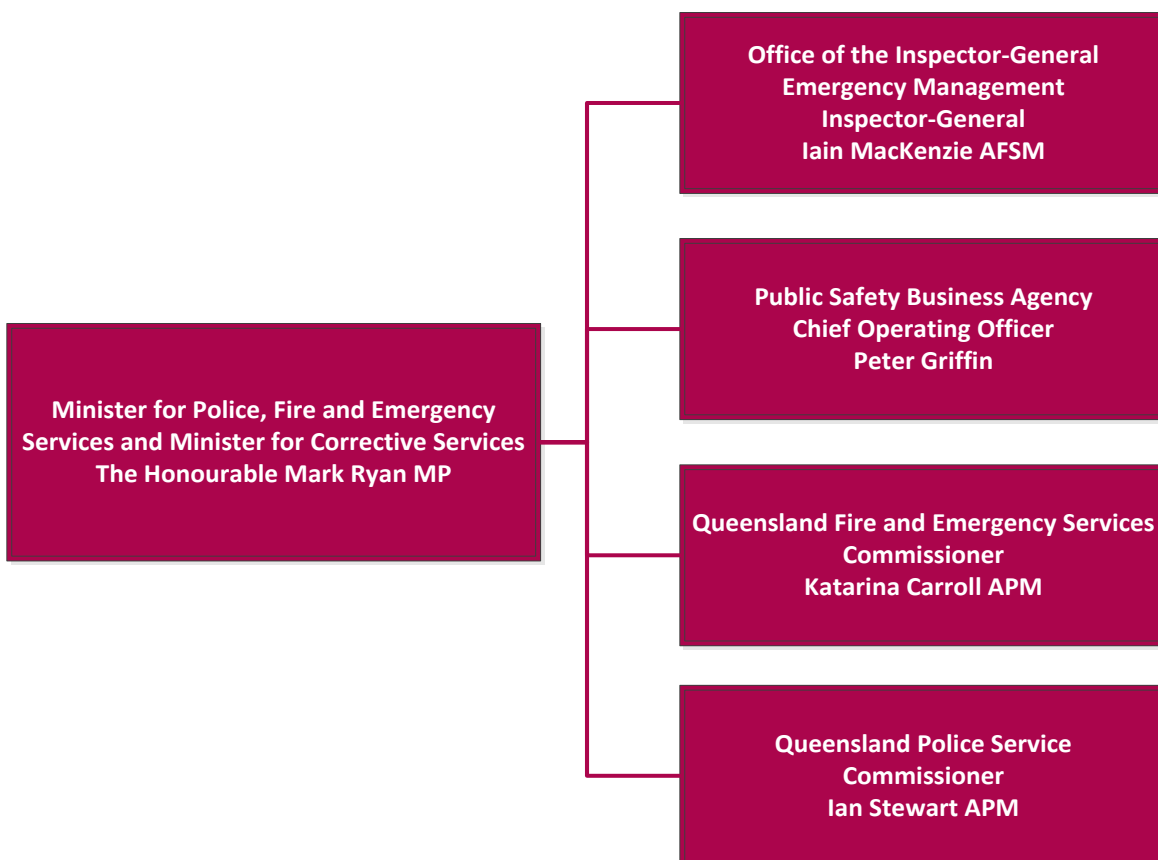 Office of the Inspector-General
Emergency Management
Inspector-General
Iain MacKenzie AFSM
Public Safety Business Agency
Chief Operating Officer
Peter Griffin
Minister for Police, Fire and Emergency
Services and Minister for Corrective Services
The Honourable Mark Ryan MP
Queensland Fire and Emergency Services
Commissioner
Katarina Carroll APM
Queensland Police Service
Commissioner
Ian Stewart APM